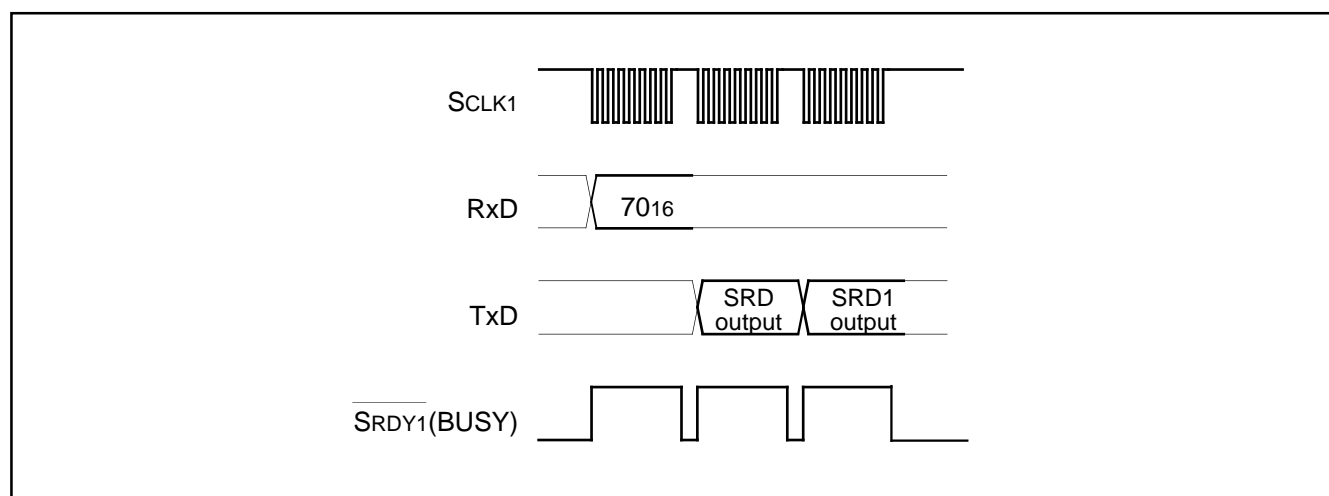 SCLK1
RxD
7016
TxD
SRD
output
SRD1
output
SRDY1(BUSY)